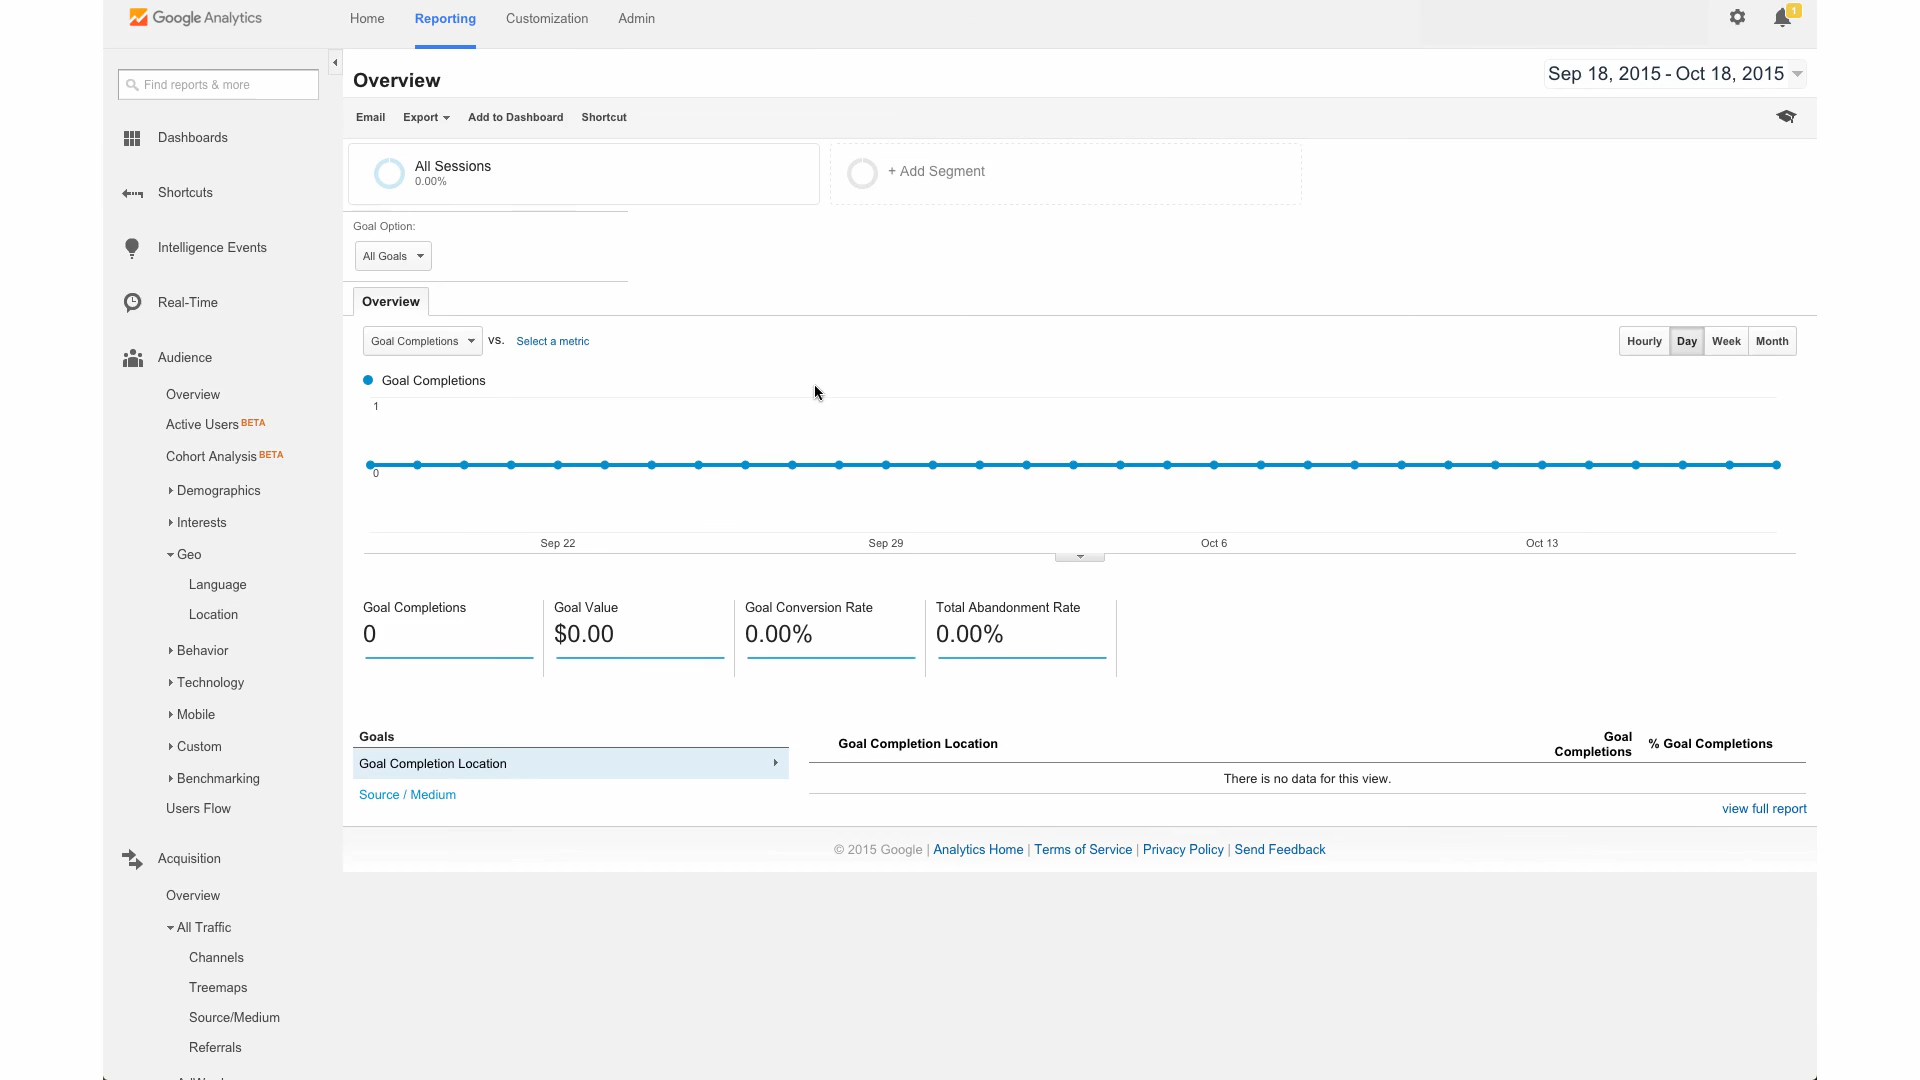 Google Analytics
Home
Reporting
Customization
Admin
1
Find reports & more
Overview
Sep 18, 2015 - Oct 18, 2015
Email
Export
Add to Dashboard
Shortcut
Dashboards
Shortcuts
Intelligence Events
Real-Time
Audience
Overview
Active Users BETA
Cohort Analysis BETA
Demographics
Interests
Geo
Language
Location
Behavior
Technology
Mobile
Custom
Benchmarking
Users Flow
Acquisition
Overview
All Traffic
Channels
Treemaps
Source/Medium
Referrals
All Sessions
0.00%
+ Add Segment
Goal Option:
All Goals
Overview
Goal Completions
VS.
Select a metric
Hourly
Day
Week
Month
Goal Completions
1
0
Sep 22
Sep 29
Oct 6
Oct 13
Goal Completions
0
Goal Value
$0.00
Goal Conversion Rate
0.00%
Total Abandonment Rate
0.00%
Goals
Goal Completion Location
Source / Medium
Goal Completion Location
Goal
Completions
% Goal Completions
There is no data for this view.
view full report
© 2015 Google | Analytics Home | Terms of Service | Privacy Policy | Send Feedback